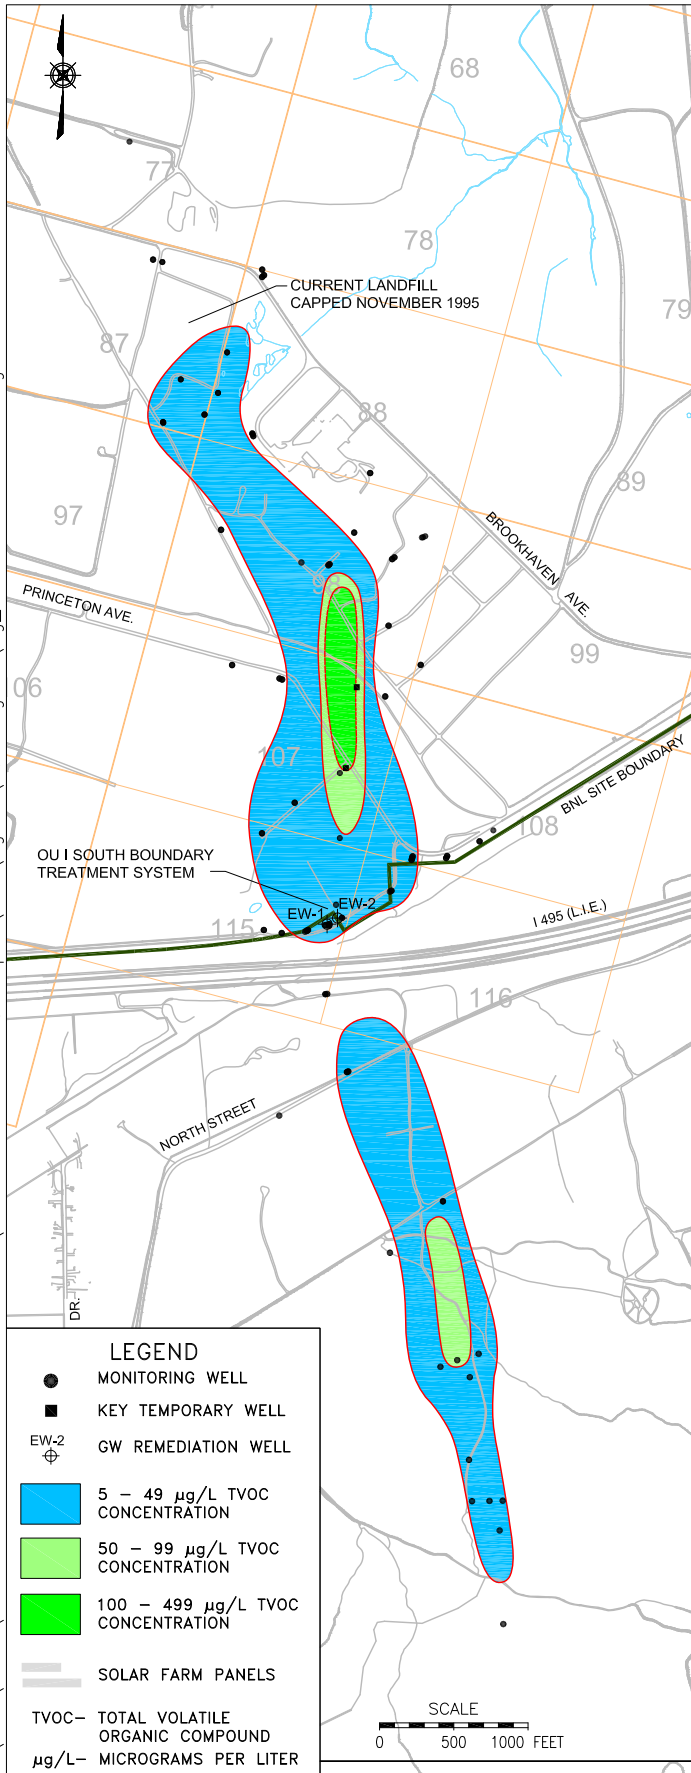 68
77
78
CURRENT LANDFILL
CAPPED NOVEMBER 1995
79
87
88
89
97
BROOKHAVEN AVE.
98
PRINCETON AVE.
99
06
107
BNL SITE BOUNDARY
108
OU I SOUTH BOUNDARY
TREATMENT SYSTEM
EW-1
EW-2
I 495 (L.I.E.)
115
116
NORTH STREET
DR.
LEGEND
MONITORING WELL
KEY TEMPORARY WELL
EW-2
GW REMEDIATION WELL
5 – 49 µg/L TVOC
CONCENTRATION
50 – 99 µg/L TVOC
CONCENTRATION
100 – 499 µg/L TVOC
CONCENTRATION
SOLAR FARM PANELS
TVOC– TOTAL VOLATILE
ORGANIC COMPOUND
µg/L– MICROGRAMS PER LITER
SCALE
0 500 1000 FEET